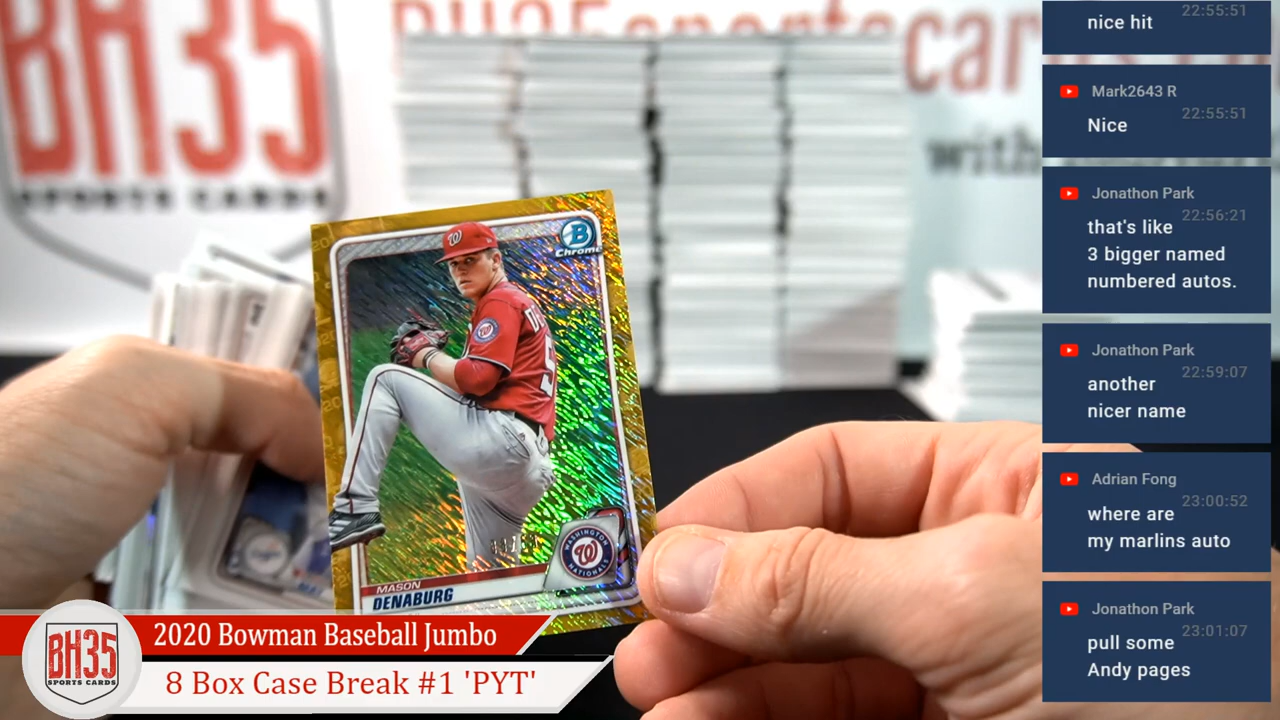 BH35
SPORTS CARDS
BH35sportscards
with
B
Chrome
W
WASHINGTON
NATIONALS
MASON
DENABURG
BH35
SPORTS CARDS
2020 Bowman Baseball Jumbo
8 Box Case Break #1 'PYT'
22:55:51
nice hit
Mark2643 R
22:55:51
Nice
Jonathon Park
22:56:21
that's like
3 bigger named
numbered autos.
Jonathon Park
22:59:07
another
nicer name
Adrian Fong
23:00:52
where are
my marlins auto
Jonathon Park
23:01:07
pull some
Andy pages